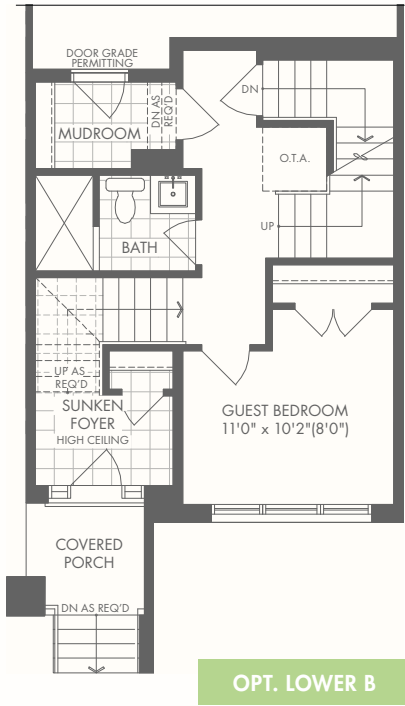 DOOR GRADE
PERMITTING
DN
DN AS
REQ'D
MUDROOM
O.T.A.
UP
BATH
UP AS
REQ'D
SUNKEN
FOYER
HIGH CEILING
GUEST BEDROOM
11'0" x 10'2"(8'0")
COVERED
PORCH
DN AS REQ'D
OPT. LOWER B